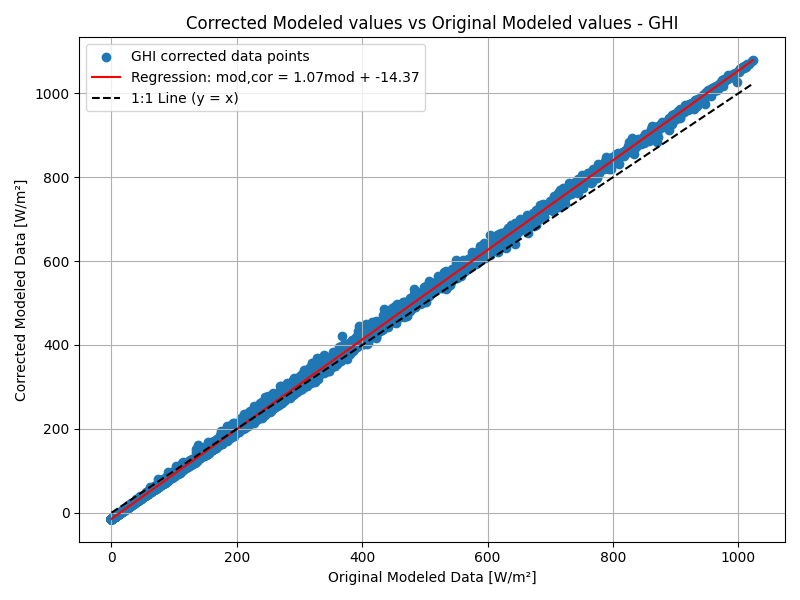 Corrected Modeled values vs Original Modeled values - GHI
GHI corrected data points
Regression: mod,cor = 1.07mod + -14.37
1:1 Line (y = x)
Corrected Modeled Data [W/m²]
1000
800
600
400
200
0
0 200 400 600 800 1000
Original Modeled Data [W/m²]